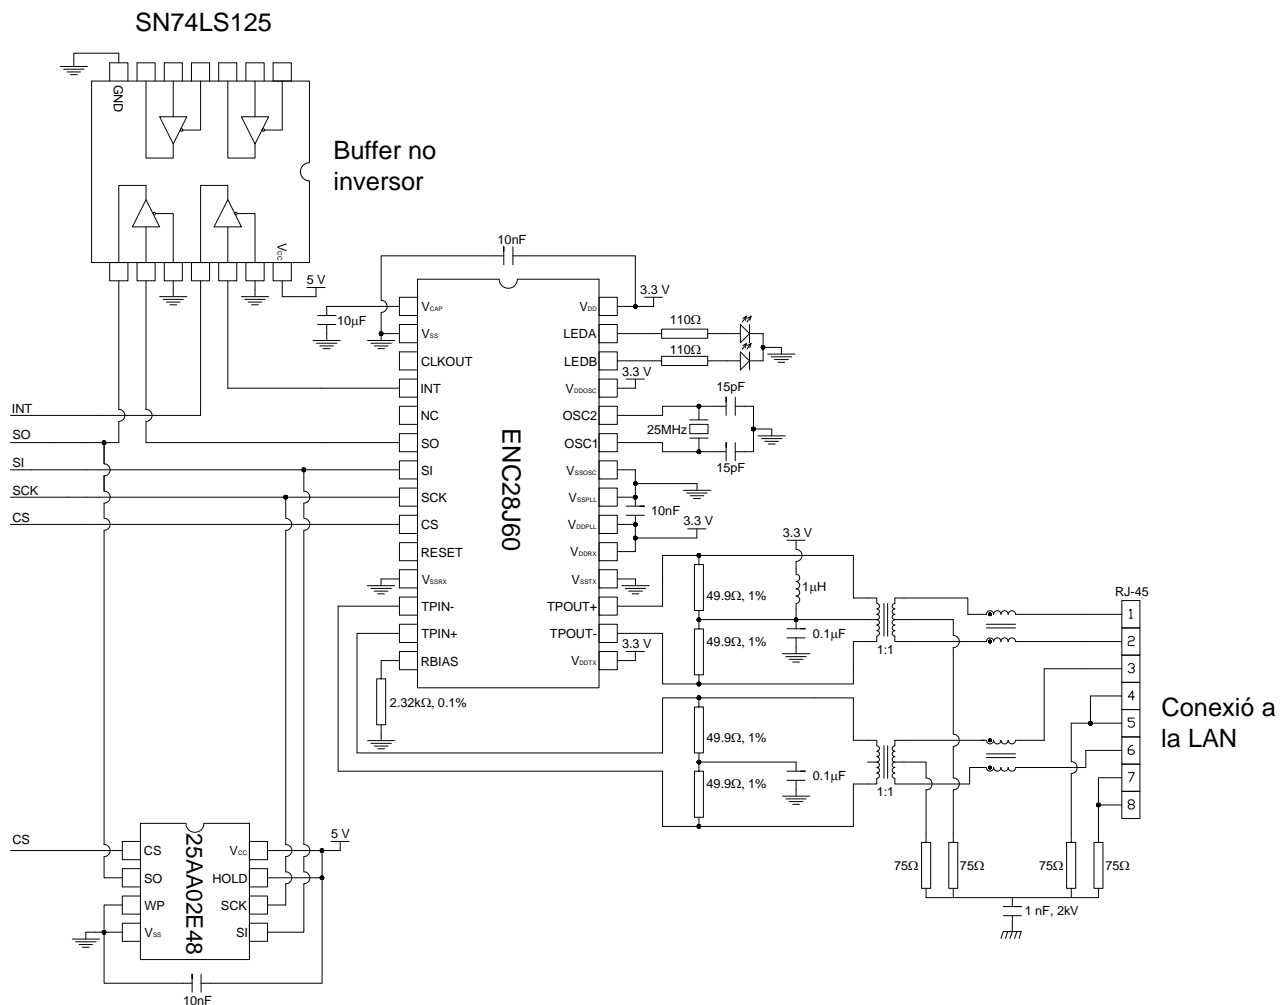 SN74LS125
GND
Buffer no
inversor
Vcc
5 V
10nF
10μF
3.3 V
VCAP
VSS
CLKOUT
INT
NC
SO
SI
SCK
CS
RESET
VSSRX
TPIN-
TPIN+
RBIAS
ENC28J60
VDD
LEDA
LEDB
VDDOSC
OSC2
OSC1
VSSOSC
VSSPLL
VDDPLL
VDDRX
VSSTX
TPOUT+
TPOUT-
VDDTX
110Ω
110Ω
3.3 V
15pF
25MHz
15pF
10nF
3.3 V
3.3 V
3.3 V
INT
SO
SI
SCK
CS
2.32kΩ, 0.1%
49.9Ω, 1%
49.9Ω, 1%
1μH
0.1μF
1:1
49.9Ω, 1%
49.9Ω, 1%
0.1μF
1:1
RJ-45
1
2
3
4
5
6
7
8
Conexió a
la LAN
75Ω
75Ω
75Ω
75Ω
1 nF, 2kV
CS
CS
SO
WP
VSS
25AA02E48
Vcc
HOLD
SCK
SI
5 V
10nF